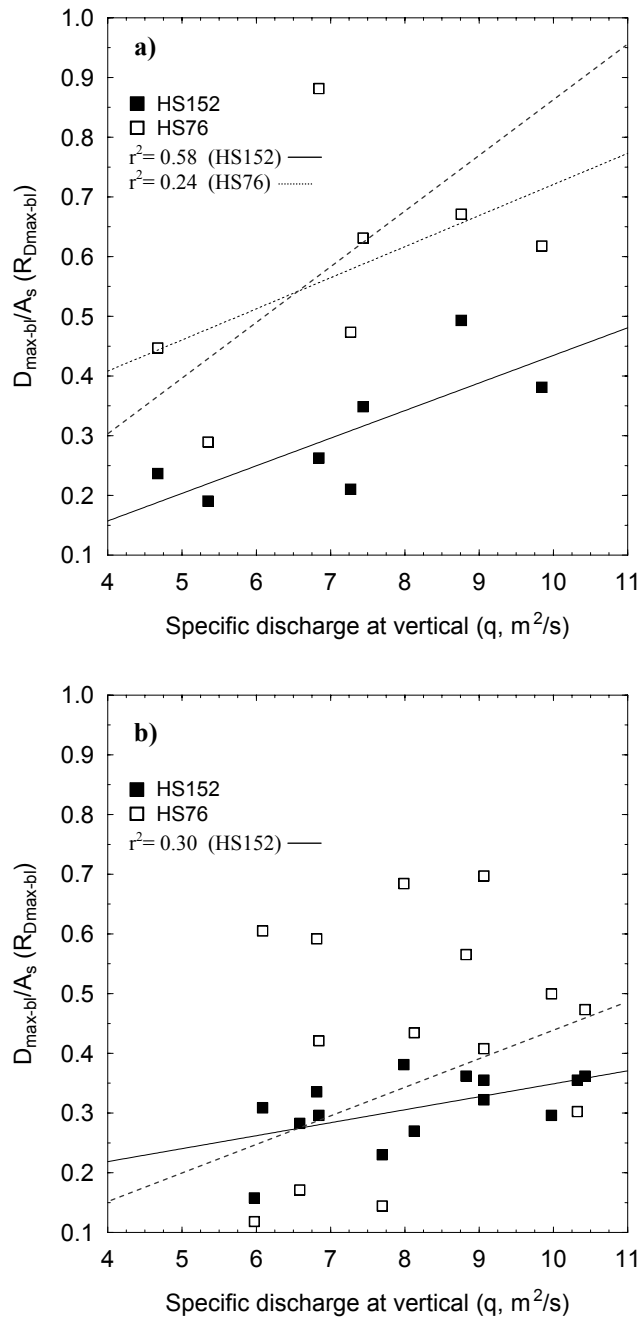 a)
1.0
0.9
0.8
0.7
0.6
0.5
0.4
0.3
0.2
0.1
HS152
HS76
r²= 0.58 (HS152)
r²= 0.24 (HS76)
D_max-bl/A_s (R_Dmax-bl)
4 5 6 7 8 9 10 11
Specific discharge at vertical (q, m²/s)
b)
1.0
0.9
0.8
0.7
0.6
0.5
0.4
0.3
0.2
0.1
HS152
HS76
r²= 0.30 (HS152)
D_max-bl/A_s (R_Dmax-bl)
4 5 6 7 8 9 10 11
Specific discharge at vertical (q, m²/s)